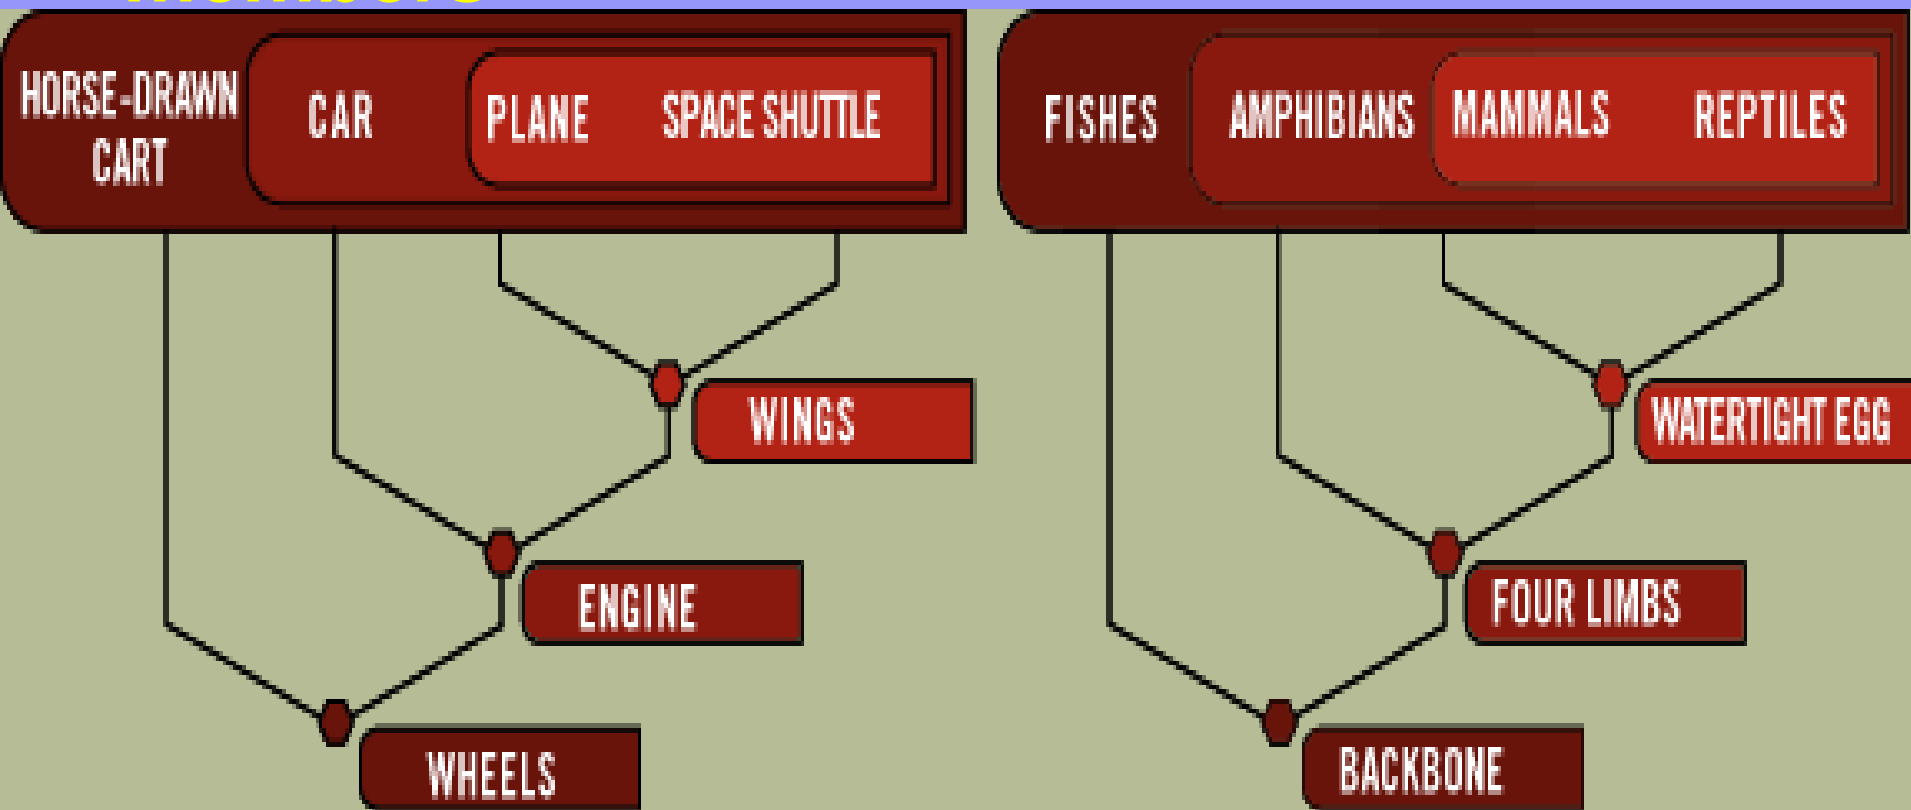 HORSE-DRAWN
CART
CAR
PLANE
SPACE SHUTTLE
WINGS
ENGINE
WHEELS
FISHES
AMPHIBIANS
MAMMALS
REPTILES
WATERTIGHT EGG
FOUR LIMBS
BACKBONE